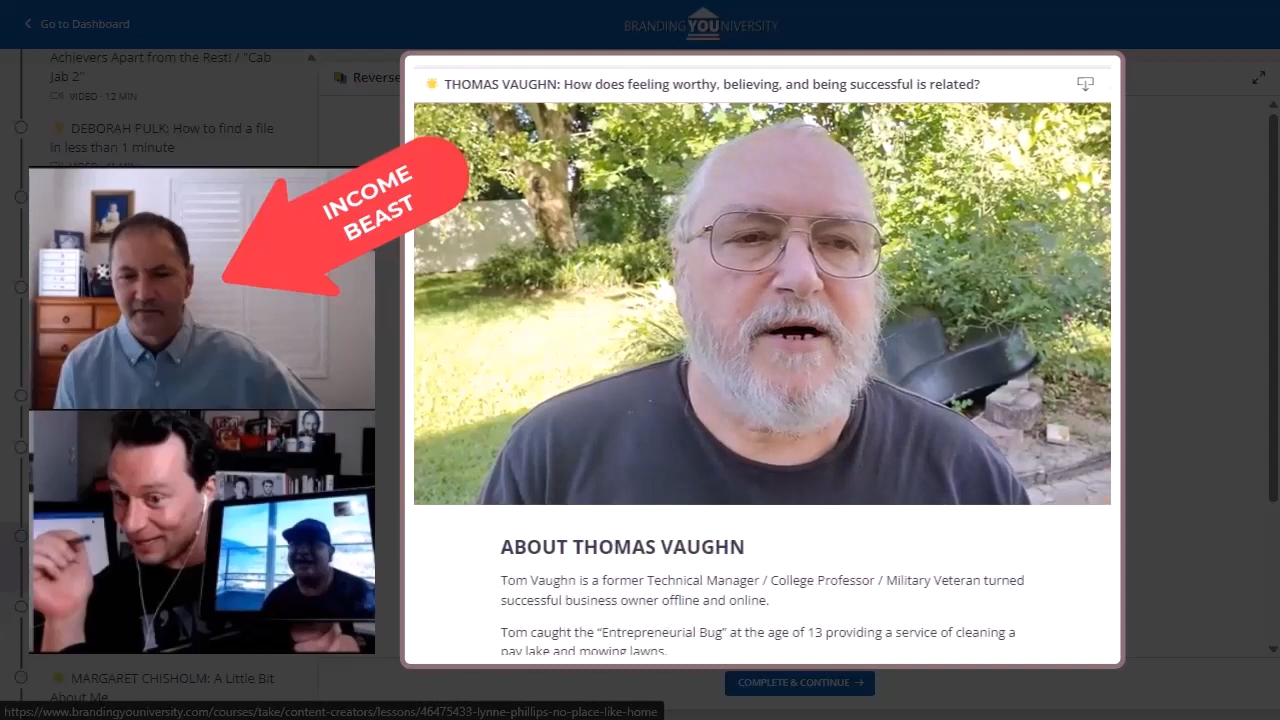 Go to Dashboard
BRANDING YOU NIVERSITY
Achievers Apart from the Rest! / "Cab
Jab 2"
VIDEO · 12 MIN
DEBORAH PULK: How to find a file
in less than 1 minute
VIDEO
Reverse
THOMAS VAUGHN: How does feeling worthy, believing, and being successful is related?
INCOME
BEAST
ABOUT THOMAS VAUGHN
Tom Vaughn is a former Technical Manager / College Professor / Military Veteran turned
successful business owner offline and online.
Tom caught the “Entrepreneurial Bug” at the age of 13 providing a service of cleaning a
pay lake and mowing lawns.
MARGARET CHISHOLM: A Little Bit
About Me
COMPLETE & CONTINUE →
https://www.brandingyouniversity.com/courses/take/content-creators/lessons/46475433-lynne-phillips-no-place-like-home